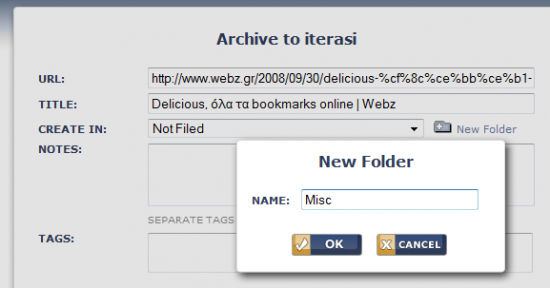 Archive to iterasi
URL: http://www.webz.gr/2008/09/30/delicious-%cf%8c%ce%bb%ce%b1-
TITLE: Delicious, όλα τα bookmarks online | Webz
CREATE IN: Not Filed New Folder
NOTES:
New Folder
NAME: Misc
OK CANCEL
SEPARATE TAGS
TAGS: